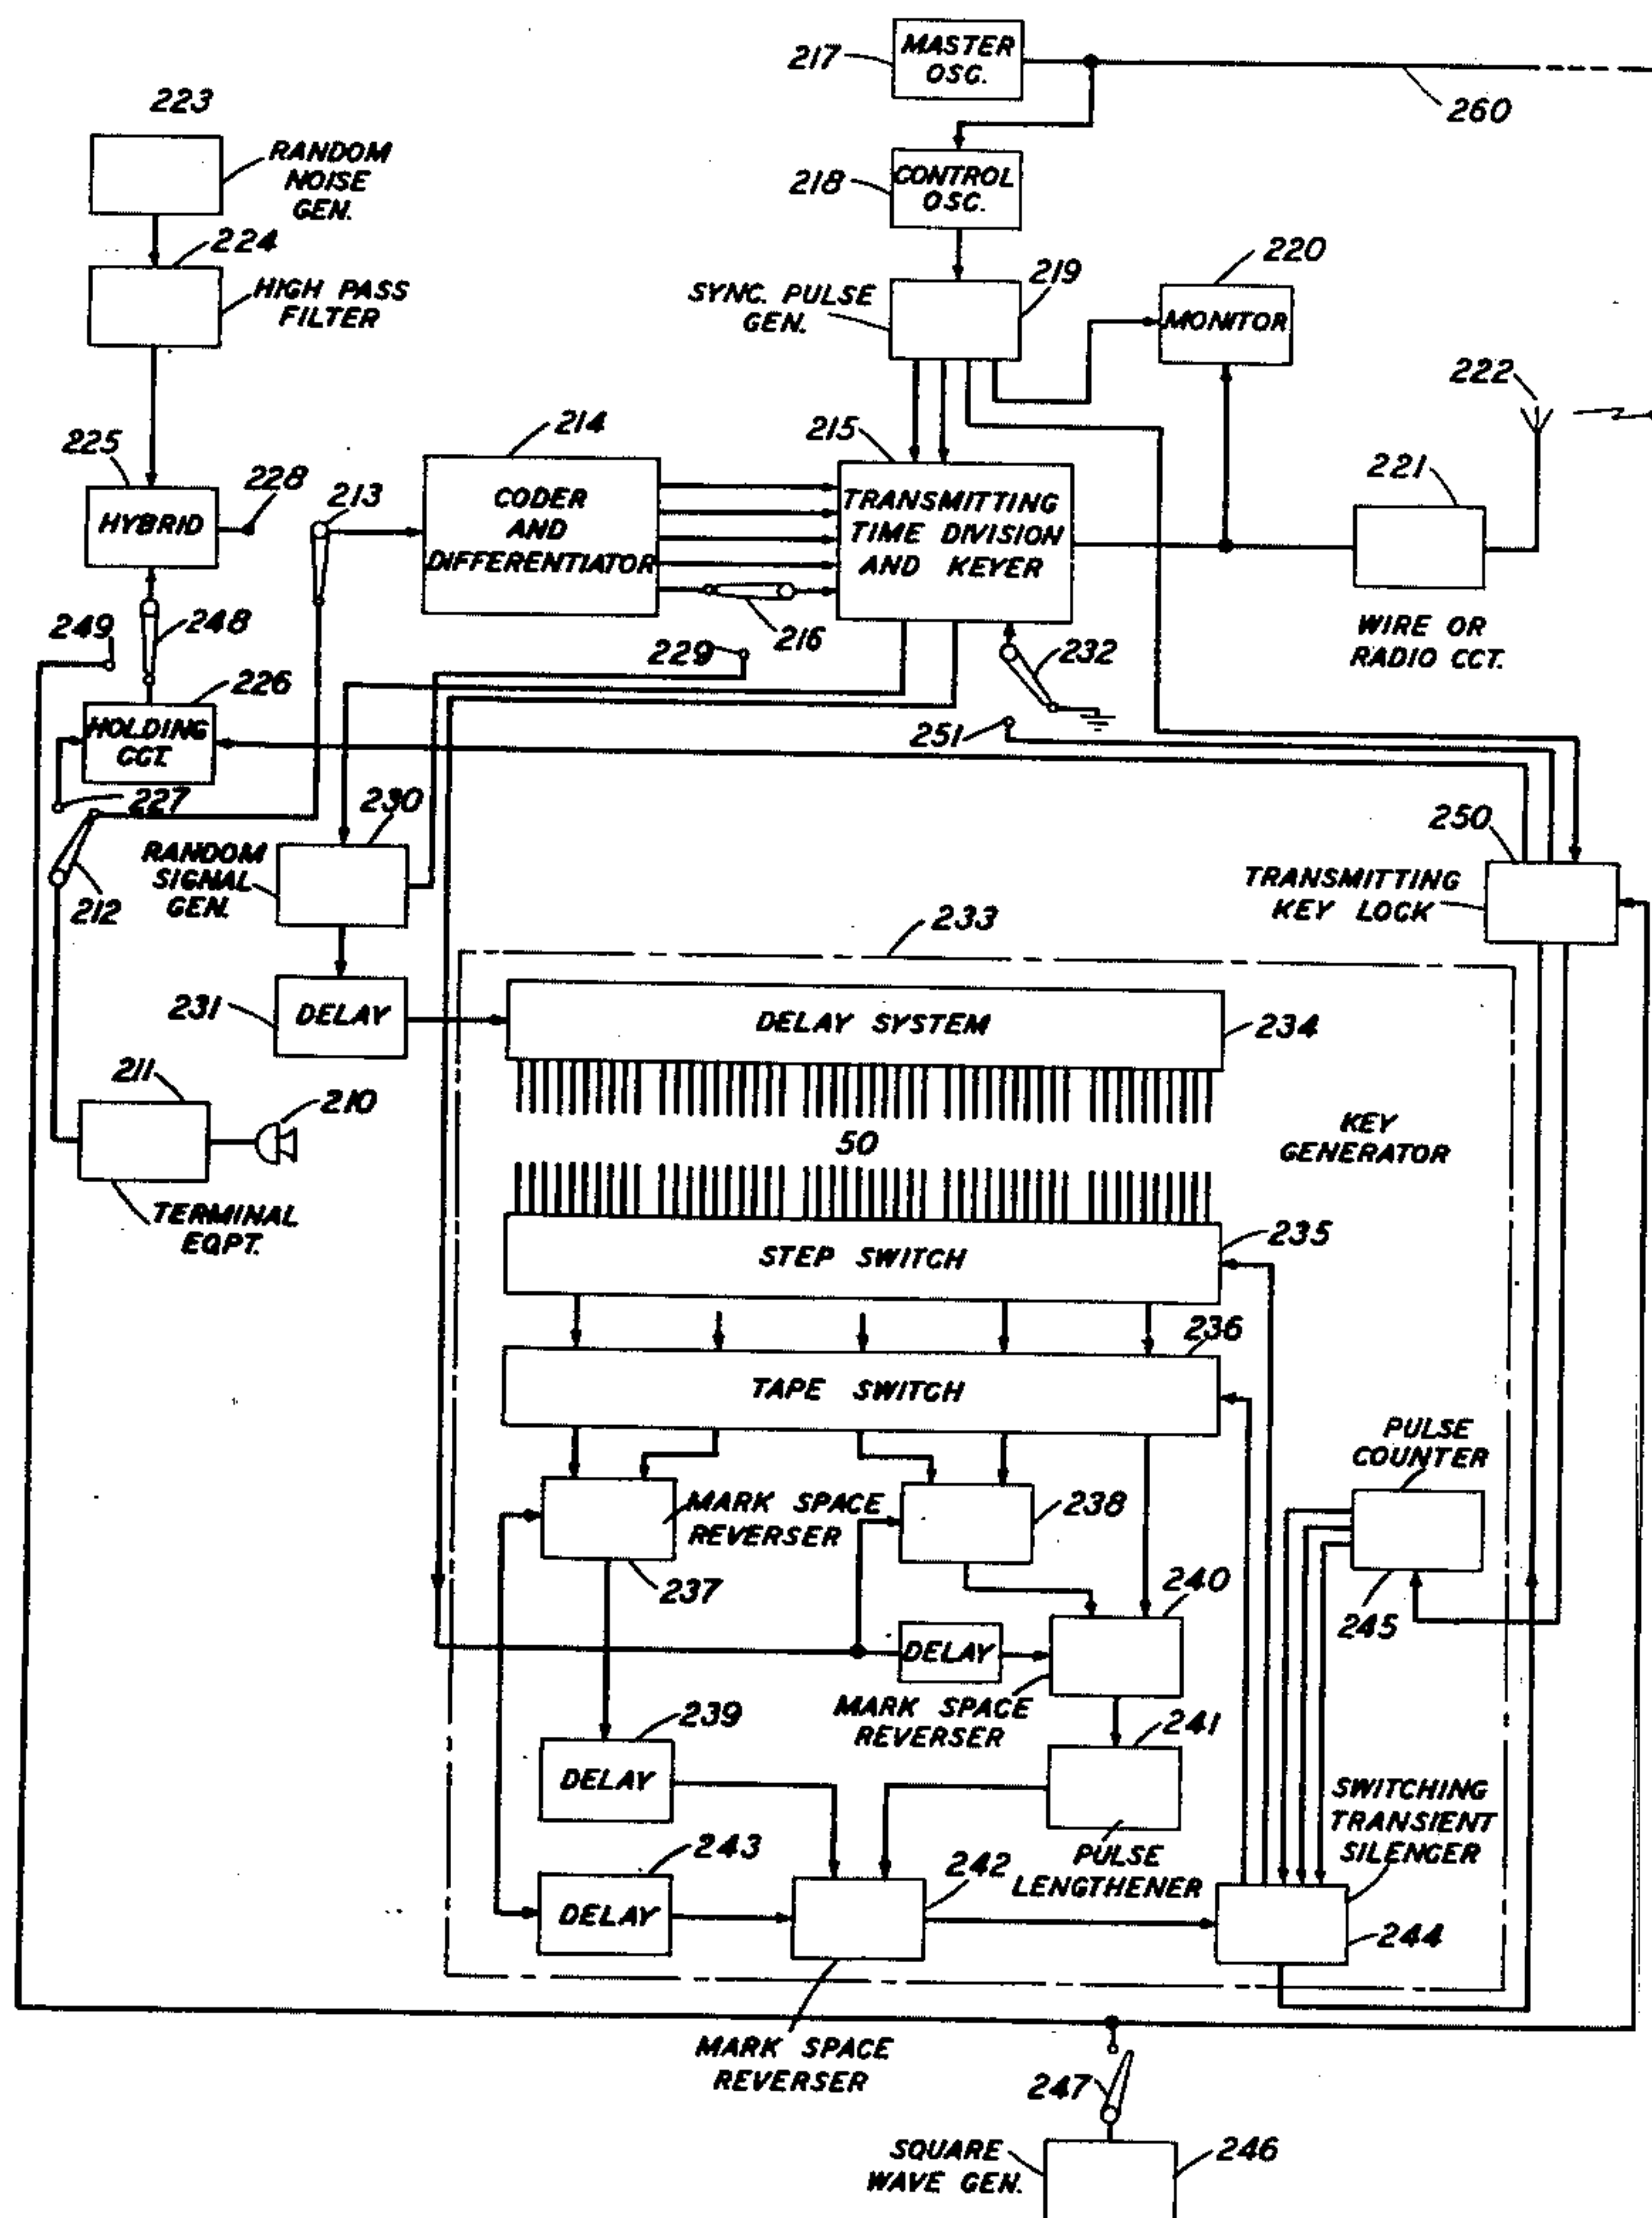 217
MASTER
OSC.
260
223
RANDOM
NOISE
GEN.
218
CONTROL
OSC.
224
HIGH PASS
FILTER
SYNC. PULSE
GEN.
219
220
MONITOR
222
225
HYBRID
228
213
214
CODER
AND
DIFFERENTIATOR
215
TRANSMITTING
TIME DIVISION
AND KEYER
221
WIRE OR
RADIO CCT.
216
249
248
229
232
226
HOLDING
CCT.
251
227
230
250
RANDOM
SIGNAL
GEN.
212
TRANSMITTING
KEY LOCK
233
231
DELAY
DELAY SYSTEM
234
211
210
50
KEY
GENERATOR
TERMINAL
EQPT.
STEP SWITCH
235
236
TAPE SWITCH
PULSE
COUNTER
MARK SPACE
REVERSER
238
237
240
245
DELAY
MARK SPACE
REVERSER
239
241
DELAY
SWITCHING
TRANSIENT
SILENCER
243
242
PULSE
LENGTHENER
DELAY
244
MARK SPACE
REVERSER
247
SQUARE
WAVE GEN.
246